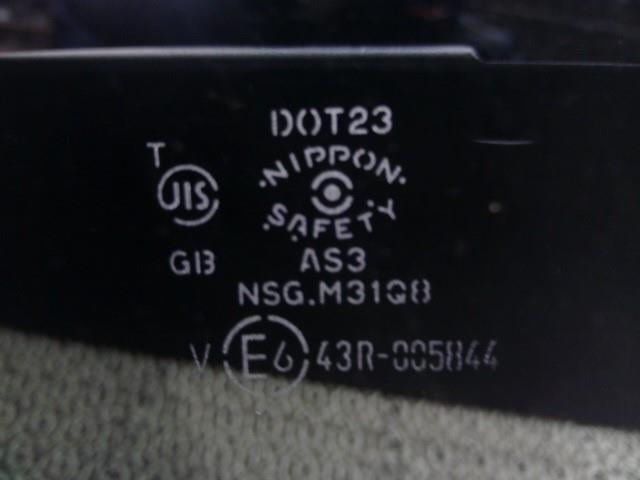 DOT23
T
·NIPPON·
JIS
·SAFETY
GB AS3
NSG.M31Q8
V E6 43R-005844